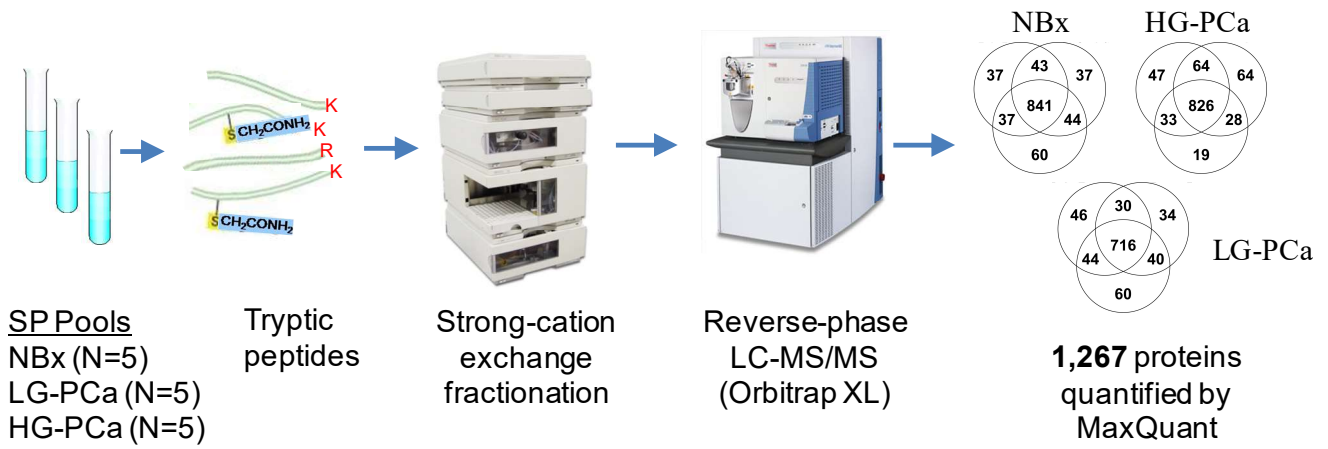 NBx
HG-PCa
37 43 37
841
37 44
60
47 64 64
826
33 28
19
K
S CH₂CONH₂
K
R
K
S CH₂CONH₂
46 30 34
716
44 40
60
LG-PCa
SP Pools
NBx (N=5)
LG-PCa (N=5)
HG-PCa (N=5)
Tryptic
peptides
Strong-cation
exchange
fractionation
Reverse-phase
LC-MS/MS
(Orbitrap XL)
1,267 proteins
quantified by
MaxQuant